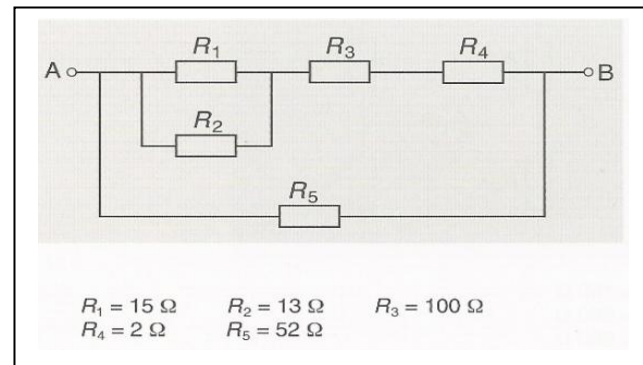 R₁ R₃ R₄
A B
R₂
R₅
R₁ = 15 Ω R₂ = 13 Ω R₃ = 100 Ω
R₄ = 2 Ω R₅ = 52 Ω